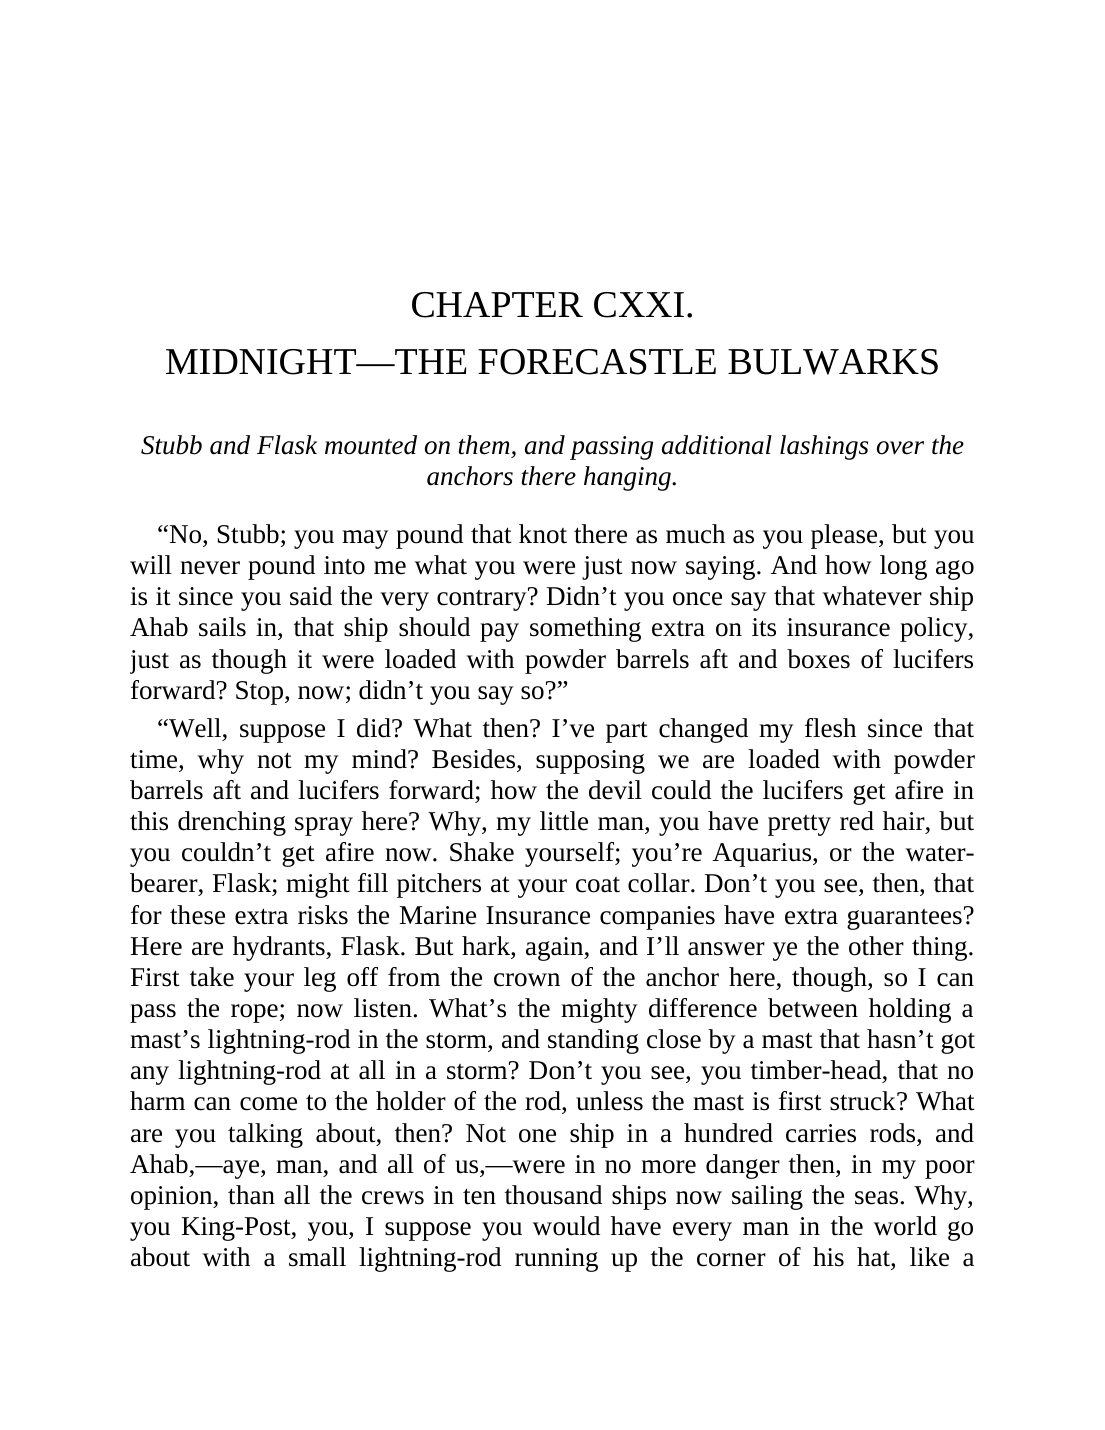 CHAPTER CXXI.
MIDNIGHT—THE FORECASTLE BULWARKS
Stubb and Flask mounted on them, and passing additional lashings over the
anchors there hanging.
“No, Stubb; you may pound that knot there as much as you please, but you
will never pound into me what you were just now saying. And how long ago
is it since you said the very contrary? Didn’t you once say that whatever ship
Ahab sails in, that ship should pay something extra on its insurance policy,
just as though it were loaded with powder barrels aft and boxes of lucifers
forward? Stop, now; didn’t you say so?”
“Well, suppose I did? What then? I’ve part changed my flesh since that
time, why not my mind? Besides, supposing we are loaded with powder
barrels aft and lucifers forward; how the devil could the lucifers get afire in
this drenching spray here? Why, my little man, you have pretty red hair, but
you couldn’t get afire now. Shake yourself; you’re Aquarius, or the water-
bearer, Flask; might fill pitchers at your coat collar. Don’t you see, then, that
for these extra risks the Marine Insurance companies have extra guarantees?
Here are hydrants, Flask. But hark, again, and I’ll answer ye the other thing.
First take your leg off from the crown of the anchor here, though, so I can
pass the rope; now listen. What’s the mighty difference between holding a
mast’s lightning-rod in the storm, and standing close by a mast that hasn’t got
any lightning-rod at all in a storm? Don’t you see, you timber-head, that no
harm can come to the holder of the rod, unless the mast is first struck? What
are you talking about, then? Not one ship in a hundred carries rods, and
Ahab,—aye, man, and all of us,—were in no more danger then, in my poor
opinion, than all the crews in ten thousand ships now sailing the seas. Why,
you King-Post, you, I suppose you would have every man in the world go
about with a small lightning-rod running up the corner of his hat, like a